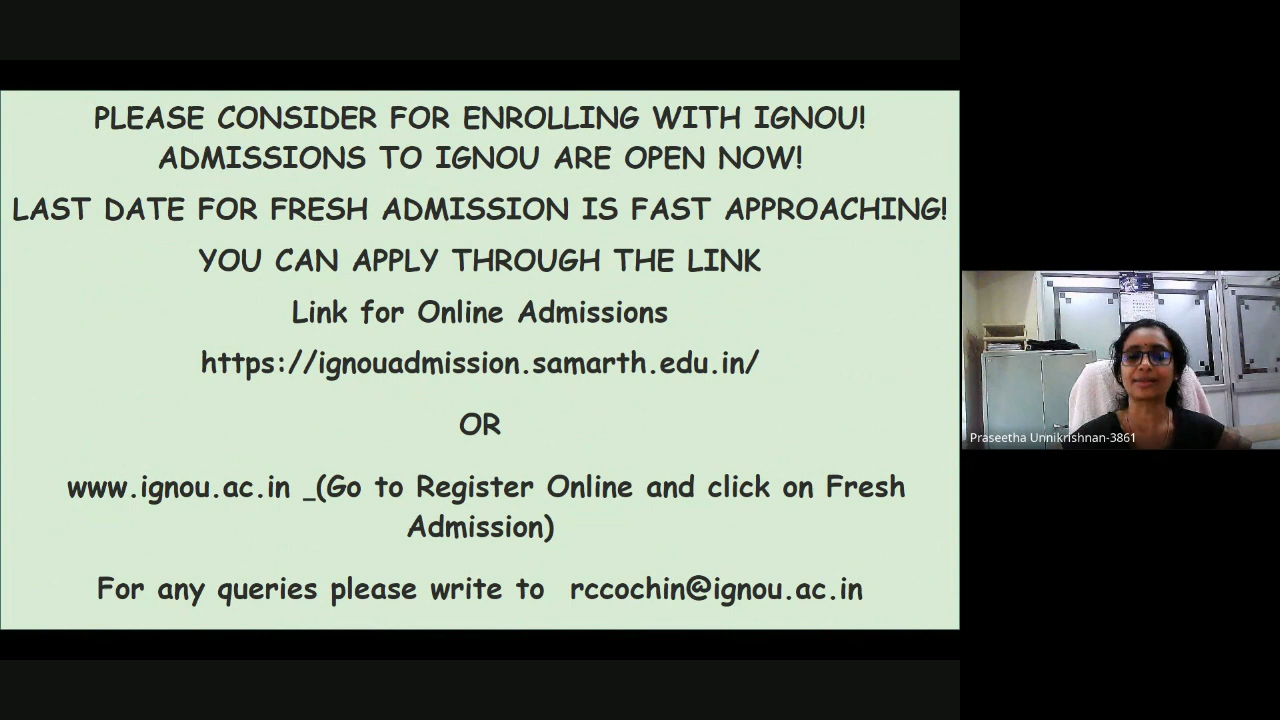 PLEASE CONSIDER FOR ENROLLING WITH IGNOU!
ADMISSIONS TO IGNOU ARE OPEN NOW!
LAST DATE FOR FRESH ADMISSION IS FAST APPROACHING!
YOU CAN APPLY THROUGH THE LINK
Link for Online Admissions
https://ignouadmission.samarth.edu.in/
OR
www.ignou.ac.in _(Go to Register Online and click on Fresh
Admission)
For any queries please write to rccochin@ignou.ac.in
Praseetha Unnikrishnan-3861